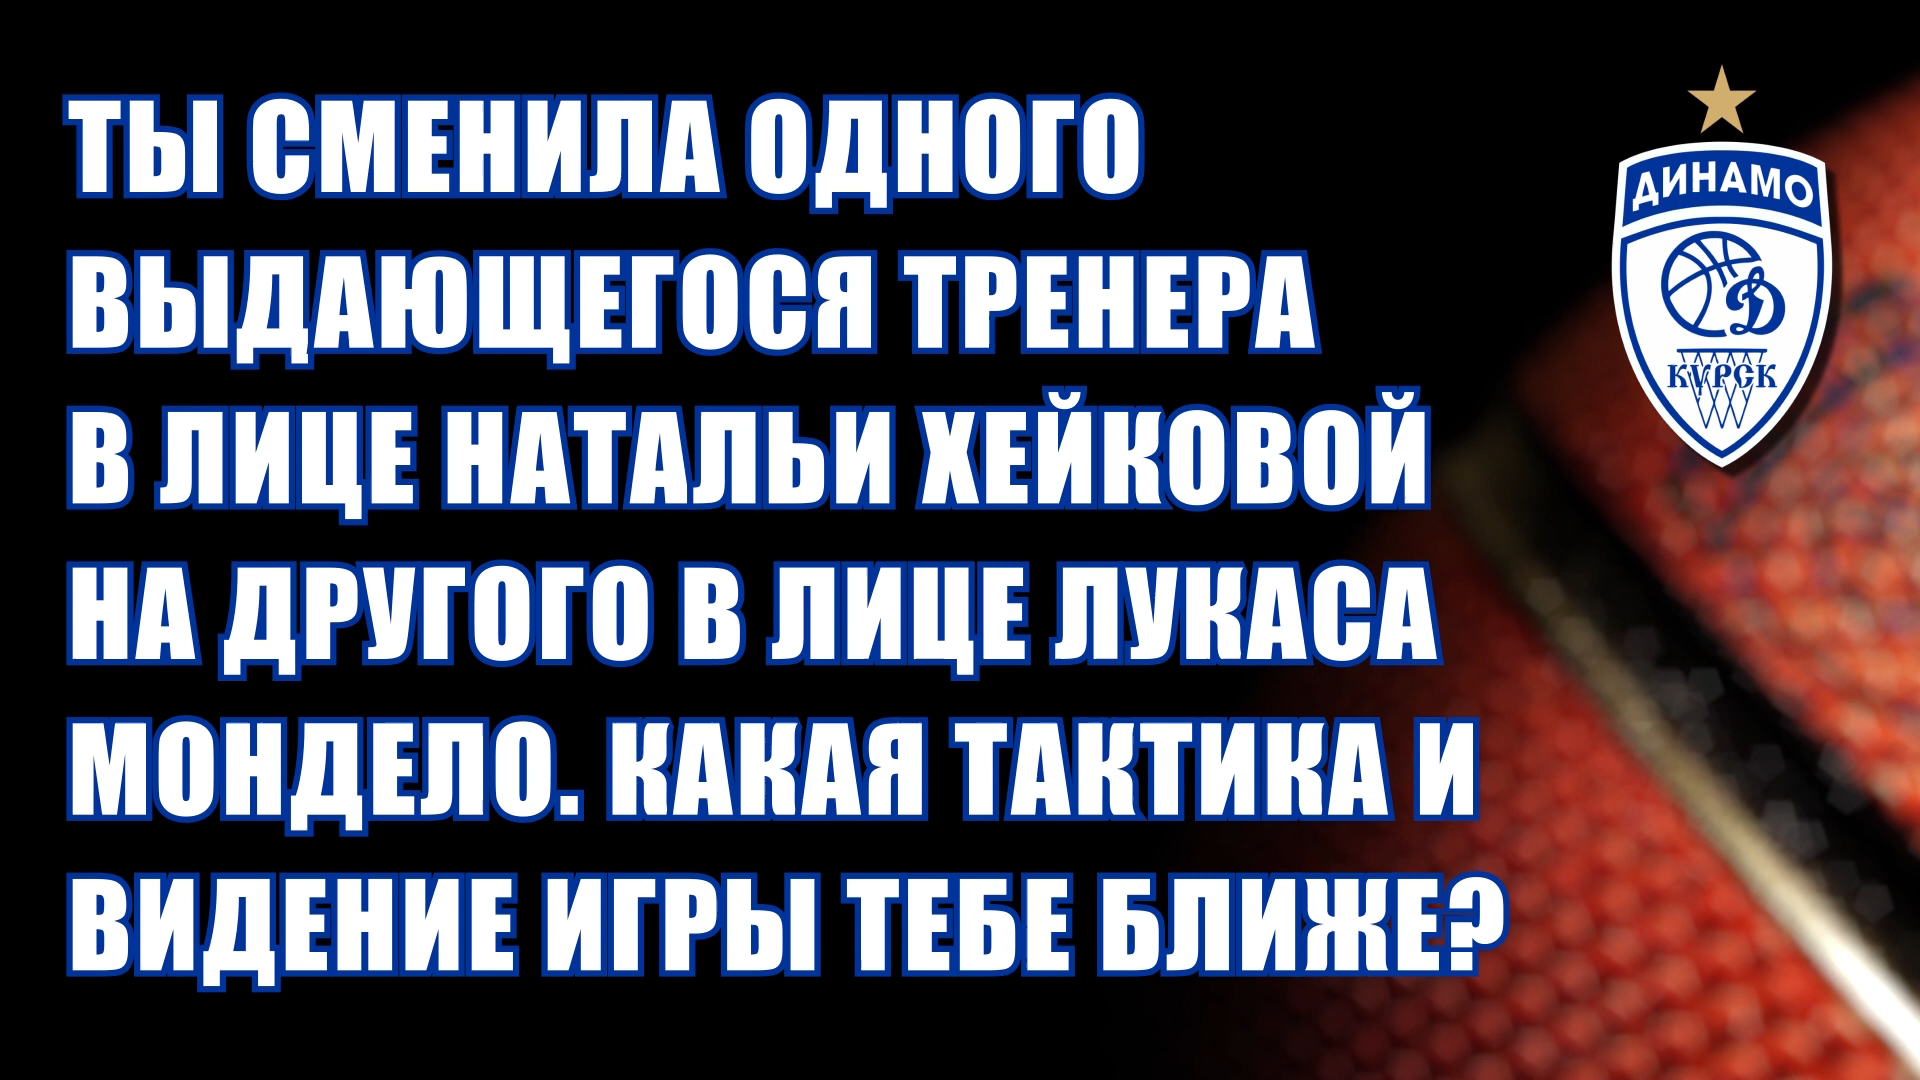 ТЫ СМЕНИЛА ОДНОГО
ВЫДАЮЩЕГОСЯ ТРЕНЕРА
В ЛИЦЕ НАТАЛЬИ ХЕЙКОВОЙ
НА ДРУГОГО В ЛИЦЕ ЛУКАСА
МОНДЕЛО. КАКАЯ ТАКТИКА И
ВИДЕНИЕ ИГРЫ ТЕБЕ БЛИЖЕ?
ДИНАМО
Д
КУРСК